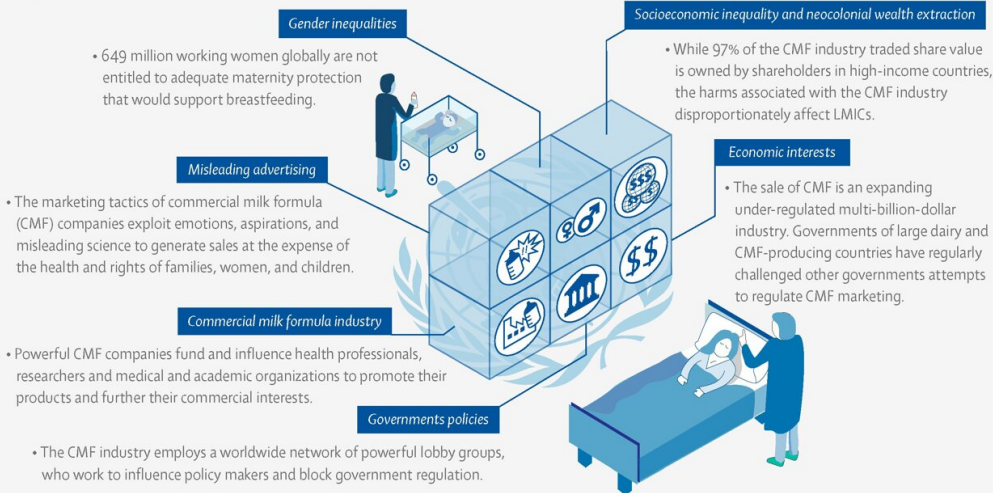 Gender inequalities
• 649 million working women globally are not
entitled to adequate maternity protection
that would support breastfeeding.
Socioeconomic inequality and neocolonial wealth extraction
• While 97% of the CMF industry traded share value
is owned by shareholders in high-income countries,
the harms associated with the CMF industry
disproportionately affect LMICs.
Misleading advertising
• The marketing tactics of commercial milk formula
(CMF) companies exploit emotions, aspirations, and
misleading science to generate sales at the expense of
the health and rights of families, women, and children.
Economic interests
• The sale of CMF is an expanding
under-regulated multi-billion-dollar
industry. Governments of large dairy and
CMF-producing countries have regularly
challenged other governments attempts
to regulate CMF marketing.
$$$
$$
Commercial milk formula industry
• Powerful CMF companies fund and influence health professionals,
researchers and medical and academic organizations to promote their
products and further their commercial interests.
Governments policies
• The CMF industry employs a worldwide network of powerful lobby groups,
who work to influence policy makers and block government regulation.